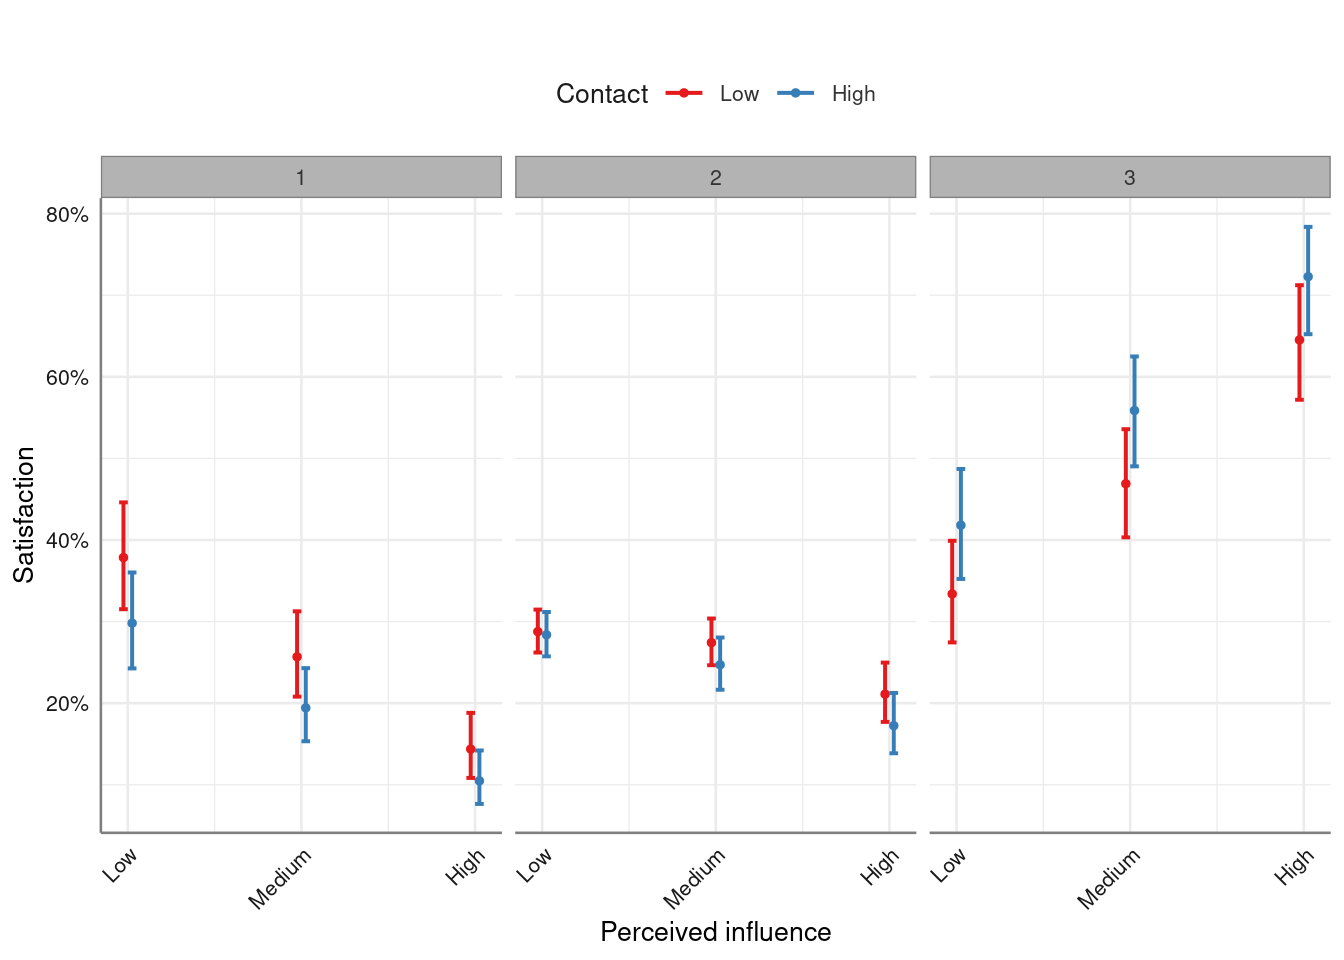 Contact Low High
1 2 3
80%
60%
40%
20%
Satisfaction
Low Medium High Low Medium High Low Medium High
Perceived influence